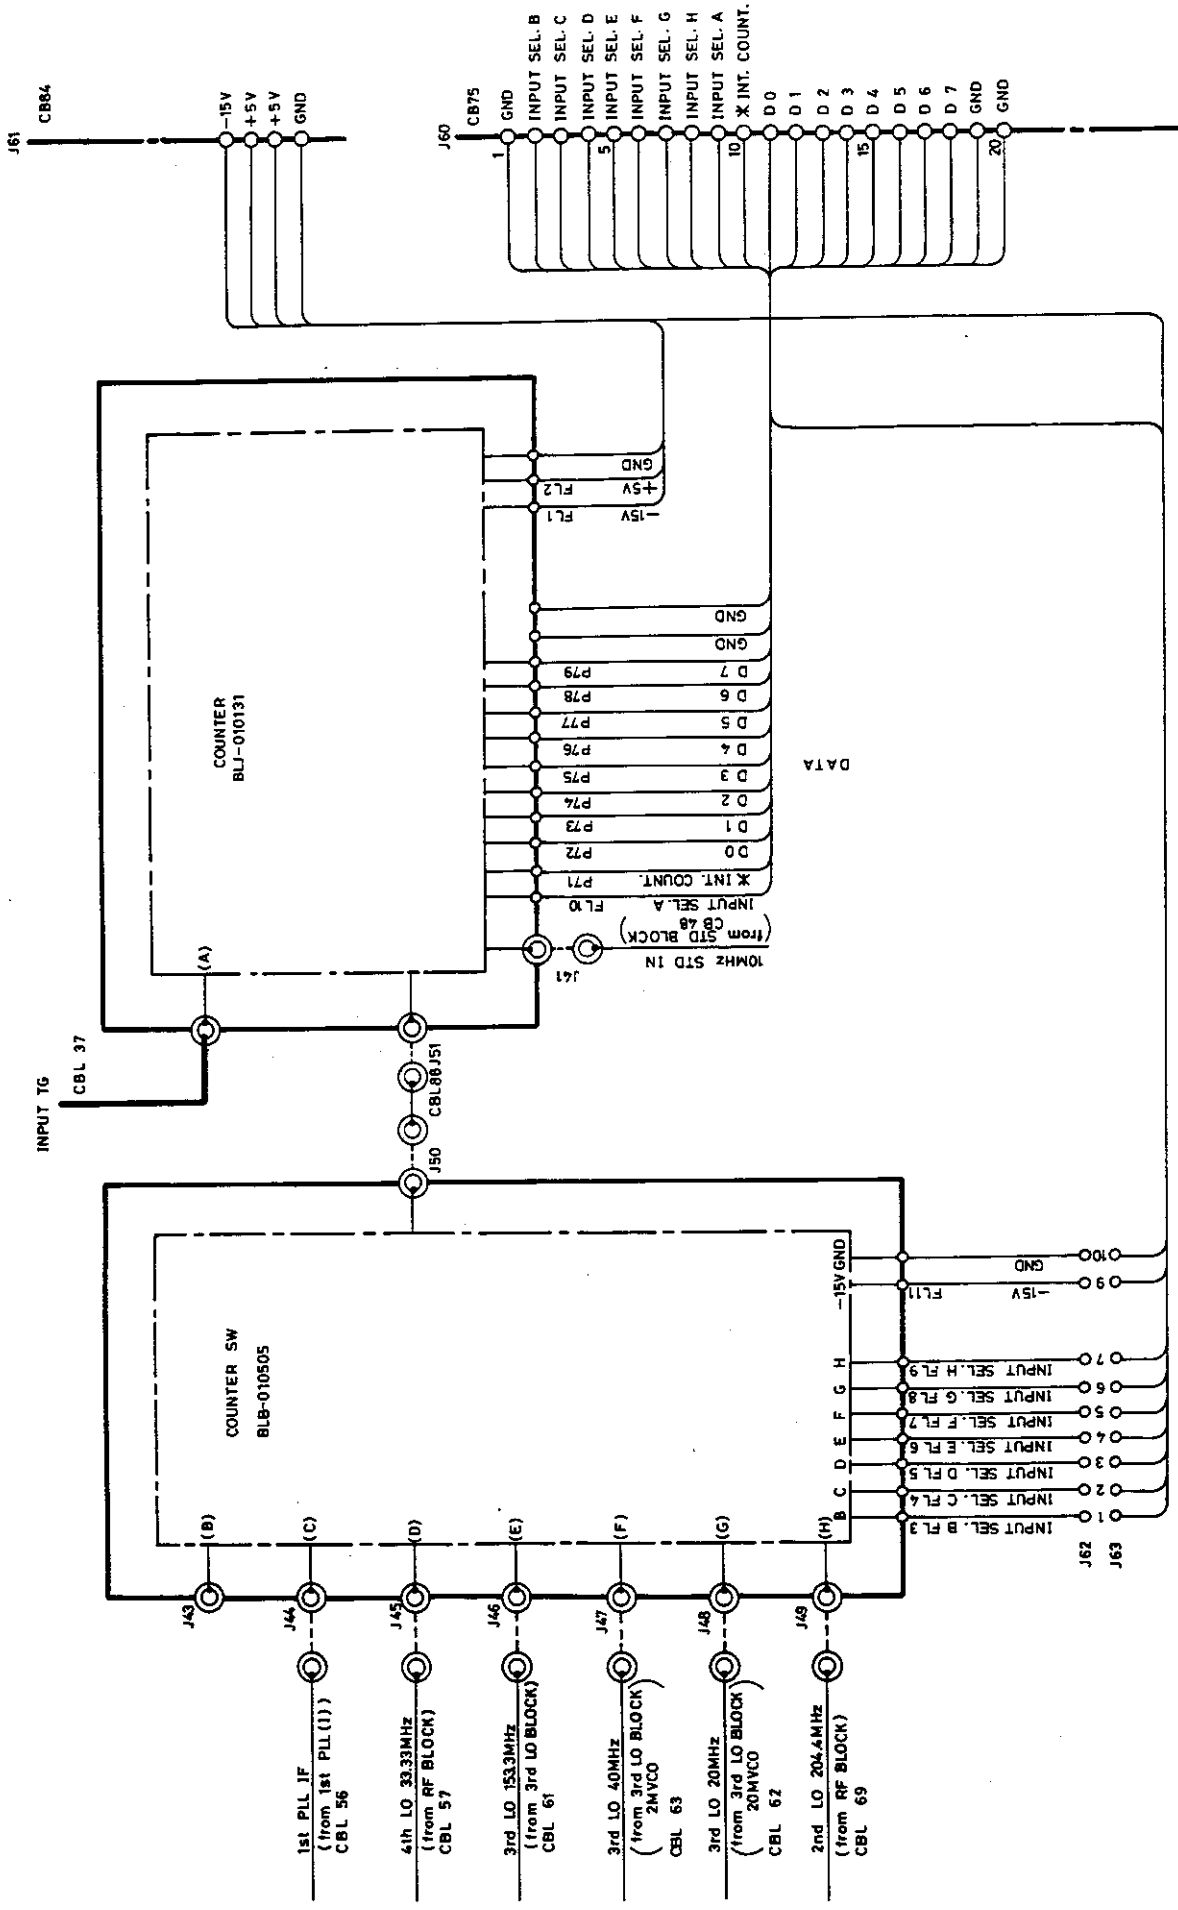 INPUT TG
CBL 37
J61
CB84
-15V
+5V
+5V
GND
J60
CB75
1
GND
INPUT SEL. B
INPUT SEL. C
INPUT SEL. D
5
INPUT SEL. E
INPUT SEL. F
INPUT SEL. G
INPUT SEL. H
INPUT SEL. A
10
* INT. COUNT.
D 0
D 1
D 2
D 3
15
D 4
D 5
D 6
D 7
GND
20
GND
COUNTER
BLJ-010131
(A)
FL1
-15V
FL2
+5V
GND
GND
GND
P79
D 7
P78
D 6
P77
D 5
P76
D 4
P75
D 3
P74
D 2
P73
D 1
P72
D 0
P71
* INT. COUNT.
FL10
INPUT SEL. A
DATA
J41
10MHz STD IN
(from STD BLOCK)
CB 48
CBL88
J51
J50
COUNTER SW
BLB-010505
(B)
(C)
(D)
(E)
(F)
(G)
(H)
J43
J44
J45
J46
J47
J48
J49
1st PLL IF
(from 1st PLL(1))
CBL 56
4th LO 33.33MHz
(from RF BLOCK)
CBL 57
3rd LO 153.3MHz
(from 3rd LO BLOCK)
CBL 61
3rd LO 40MHz
(from 3rd LO BLOCK
2MVCO)
CBL 63
3rd LO 20MHz
(from 3rd LO BLOCK
20MVCO)
CBL 62
2nd LO 204.4MHz
(from RF BLOCK)
CBL 69
B
C
D
E
F
G
H
-15V
GND
INPUT SEL. B FL3
INPUT SEL. C FL4
INPUT SEL. D FL5
INPUT SEL. E FL6
INPUT SEL. F FL7
INPUT SEL. G FL8
INPUT SEL. H FL9
FL11
-15V
GND
J62
J63
1
2
3
4
5
6
7
9
10